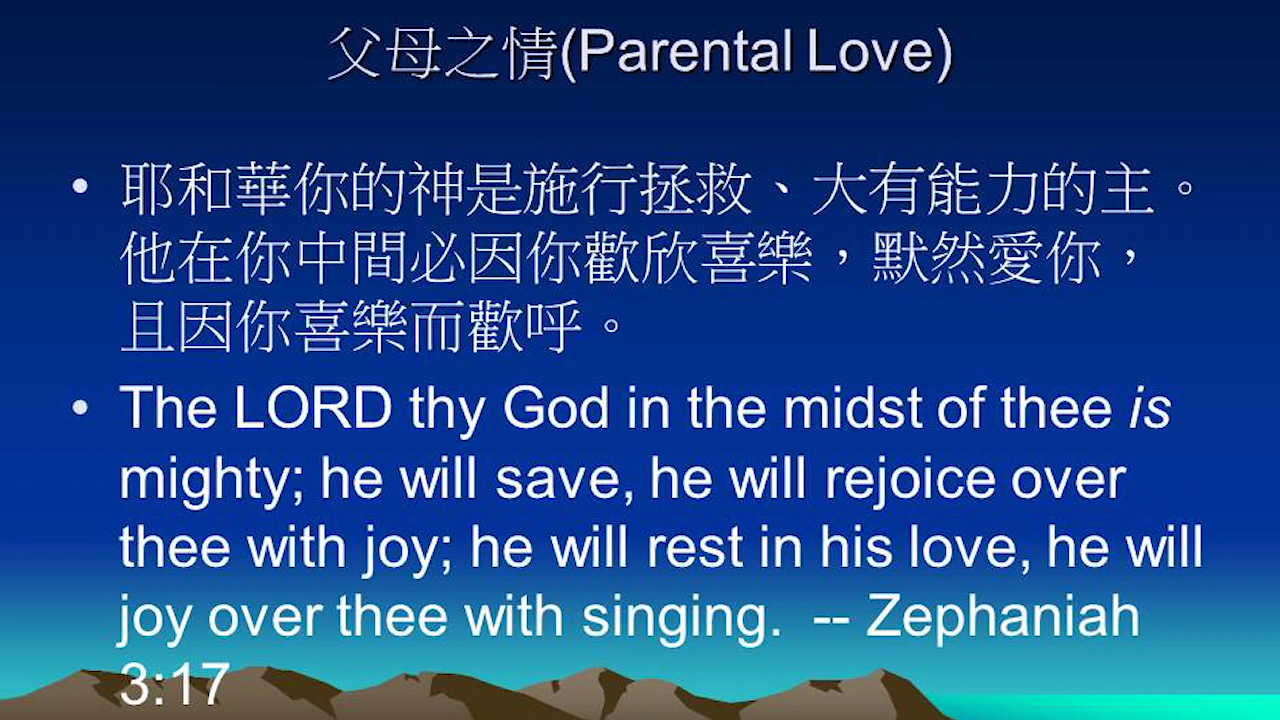 父母之情(Parental Love)
• 耶和華你的神是施行拯救、大有能力的主。
他在你中間必因你歡欣喜樂，默然愛你，
且因你喜樂而歡呼。
• The LORD thy God in the midst of thee is
mighty; he will save, he will rejoice over
thee with joy; he will rest in his love, he will
joy over thee with singing.  -- Zephaniah
3:17